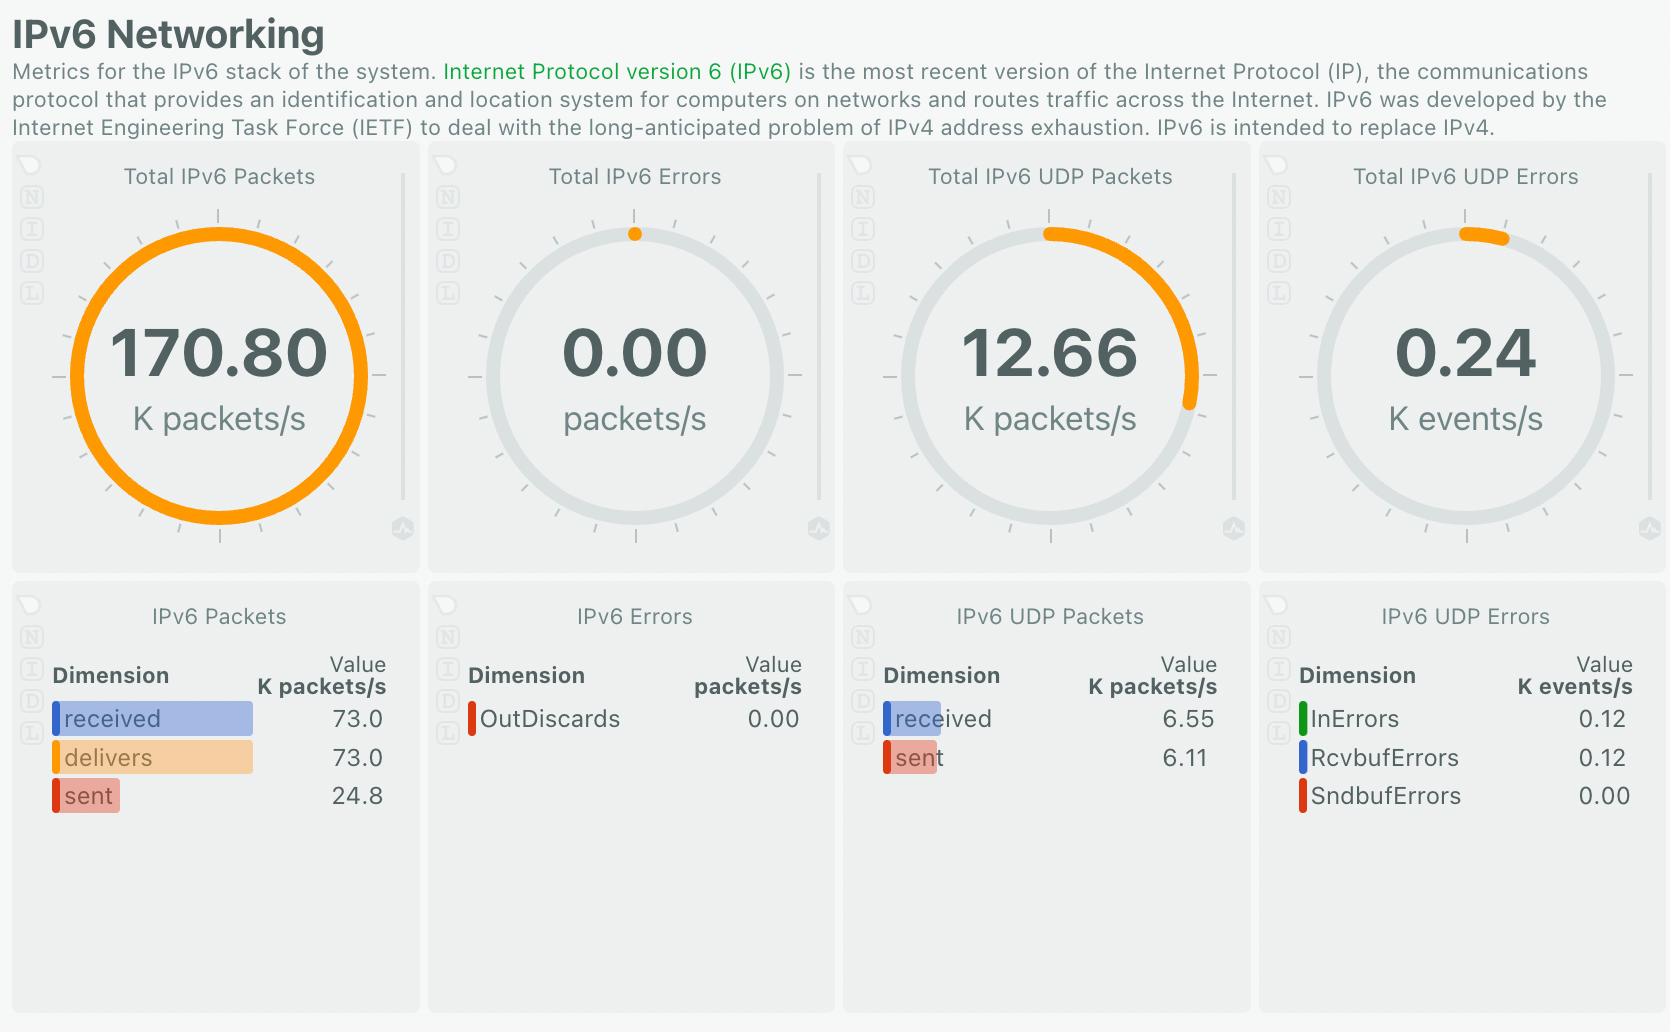 IPv6 Networking
Metrics for the IPv6 stack of the system. Internet Protocol version 6 (IPv6) is the most recent version of the Internet Protocol (IP), the communications
protocol that provides an identification and location system for computers on networks and routes traffic across the Internet. IPv6 was developed by the
Internet Engineering Task Force (IETF) to deal with the long-anticipated problem of IPv4 address exhaustion. IPv6 is intended to replace IPv4.
Total IPv6 Packets
N
I
D
L
170.80
K packets/s
Total IPv6 Errors
N
I
D
L
0.00
packets/s
Total IPv6 UDP Packets
N
I
D
L
12.66
K packets/s
Total IPv6 UDP Errors
N
I
D
L
0.24
K events/s
IPv6 Packets
N
I
D
L
Dimension Value
K packets/s
received 73.0
delivers 73.0
sent 24.8
IPv6 Errors
N
I
D
L
Dimension Value
packets/s
OutDiscards 0.00
IPv6 UDP Packets
N
I
D
L
Dimension Value
K packets/s
received 6.55
sent 6.11
IPv6 UDP Errors
N
I
D
L
Dimension Value
K events/s
InErrors 0.12
RcvbufErrors 0.12
SndbufErrors 0.00